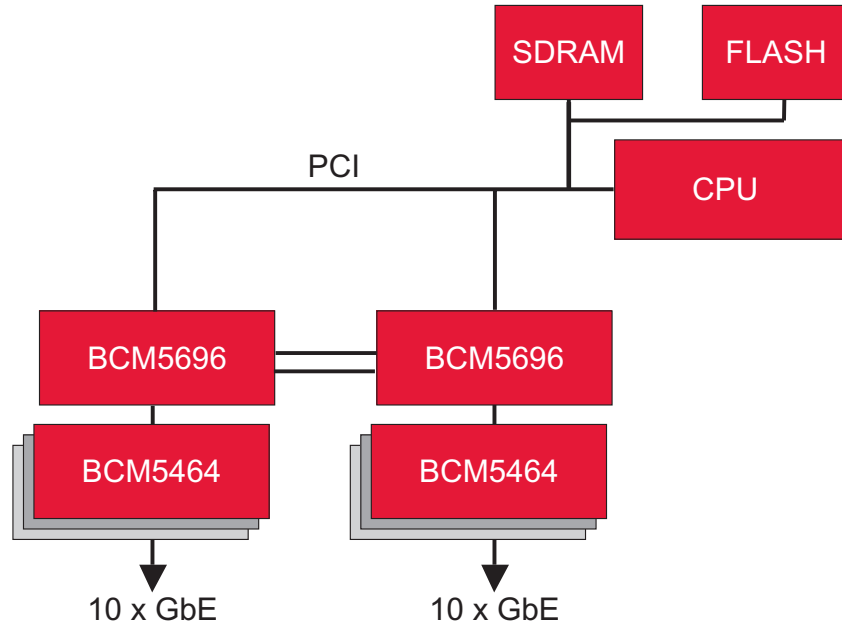 SDRAM
FLASH
PCI
CPU
BCM5696
BCM5696
BCM5464
BCM5464
10 x GbE
10 x GbE